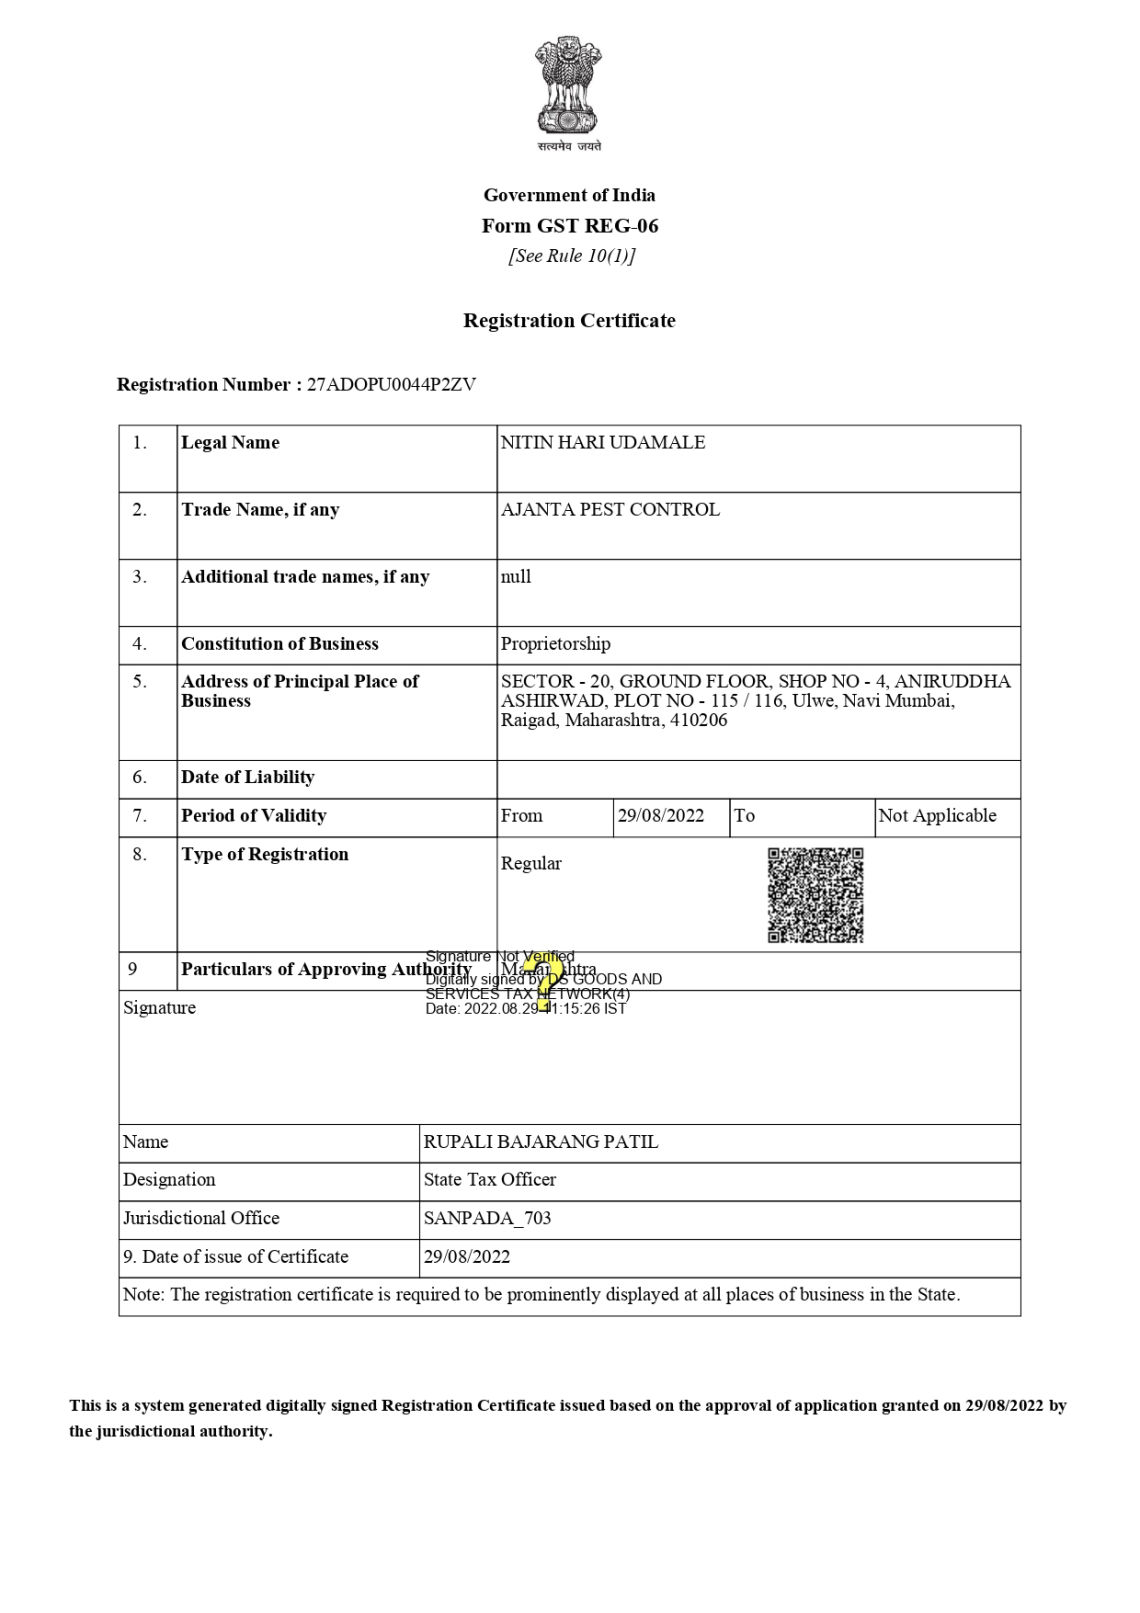 सत्यमेव जयते
Government of India
Form GST REG-06
[See Rule 10(1)]
Registration Certificate
Registration Number : 27ADOPU0044P2ZV
1. Legal Name NITIN HARI UDAMALE
2. Trade Name, if any AJANTA PEST CONTROL
3. Additional trade names, if any null
4. Constitution of Business Proprietorship
5. Address of Principal Place of Business SECTOR - 20, GROUND FLOOR, SHOP NO - 4, ANIRUDDHA
ASHIRWAD, PLOT NO - 115 / 116, Ulwe, Navi Mumbai,
Raigad, Maharashtra, 410206
6. Date of Liability
7. Period of Validity From 29/08/2022 To Not Applicable
8. Type of Registration Regular
9 Particulars of Approving Authority Maharashtra
Signature Not Verified
Digitally signed by DS GOODS AND
SERVICES TAX NETWORK(4)
Date: 2022.08.29 11:15:26 IST
Signature
Name RUPALI BAJARANG PATIL
Designation State Tax Officer
Jurisdictional Office SANPADA_703
9. Date of issue of Certificate 29/08/2022
Note: The registration certificate is required to be prominently displayed at all places of business in the State.
This is a system generated digitally signed Registration Certificate issued based on the approval of application granted on 29/08/2022 by
the jurisdictional authority.